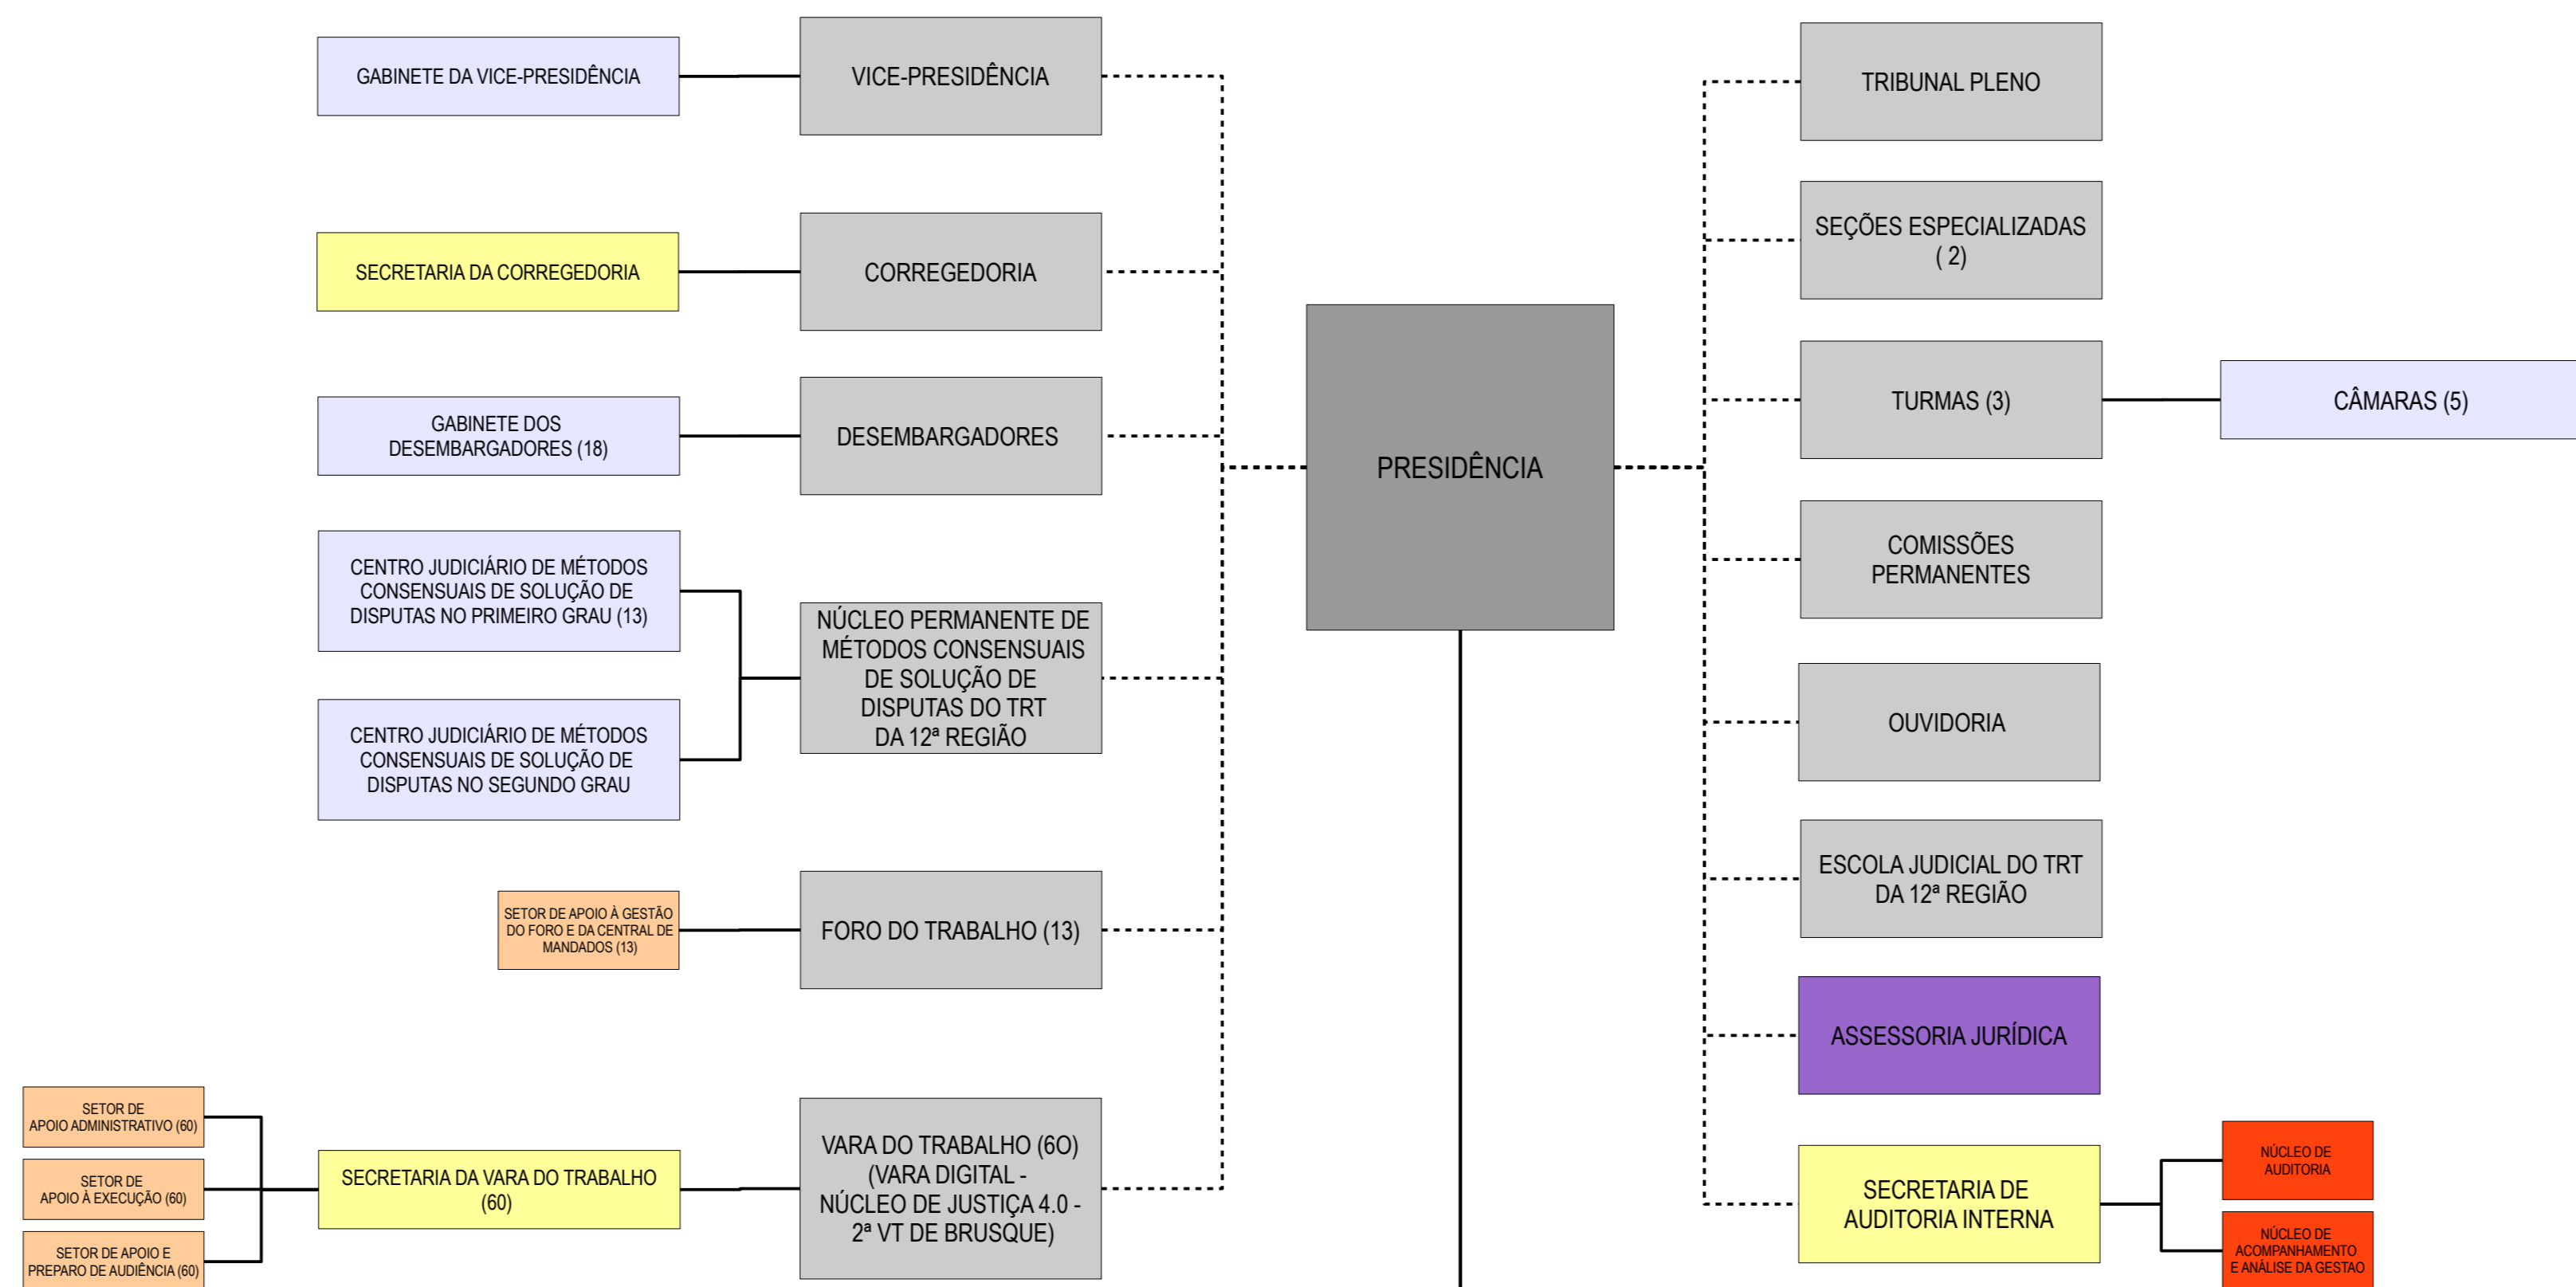 GABINETE DA VICE-PRESIDÊNCIA
VICE-PRESIDÊNCIA
SECRETARIA DA CORREGEDORIA
CORREGEDORIA
GABINETE DOS
DESEMBARGADORES (18)
DESEMBARGADORES
CENTRO JUDICIÁRIO DE MÉTODOS
CONSENSUAIS DE SOLUÇÃO DE
DISPUTAS NO PRIMEIRO GRAU (13)
CENTRO JUDICIÁRIO DE MÉTODOS
CONSENSUAIS DE SOLUÇÃO DE
DISPUTAS NO SEGUNDO GRAU
NÚCLEO PERMANENTE DE
MÉTODOS CONSENSUAIS
DE SOLUÇÃO DE
DISPUTAS DO TRT
DA 12ª REGIÃO
SETOR DE APOIO À GESTÃO
DO FORO E DA CENTRAL DE
MANDADOS (13)
FORO DO TRABALHO (13)
SETOR DE
APOIO ADMINISTRATIVO (60)
SETOR DE
APOIO À EXECUÇÃO (60)
SETOR DE APOIO E
PREPARO DE AUDIÊNCIA (60)
SECRETARIA DA VARA DO TRABALHO
(60)
VARA DO TRABALHO (6O)
(VARA DIGITAL -
NÚCLEO DE JUSTIÇA 4.0 -
2ª VT DE BRUSQUE)
PRESIDÊNCIA
TRIBUNAL PLENO
SEÇÕES ESPECIALIZADAS
( 2)
TURMAS (3)
CÂMARAS (5)
COMISSÕES
PERMANENTES
OUVIDORIA
ESCOLA JUDICIAL DO TRT
DA 12ª REGIÃO
ASSESSORIA JURÍDICA
SECRETARIA DE
AUDITORIA INTERNA
NÚCLEO DE
AUDITORIA
NÚCLEO DE
ACOMPANHAMENTO
E ANÁLISE DA GESTAO